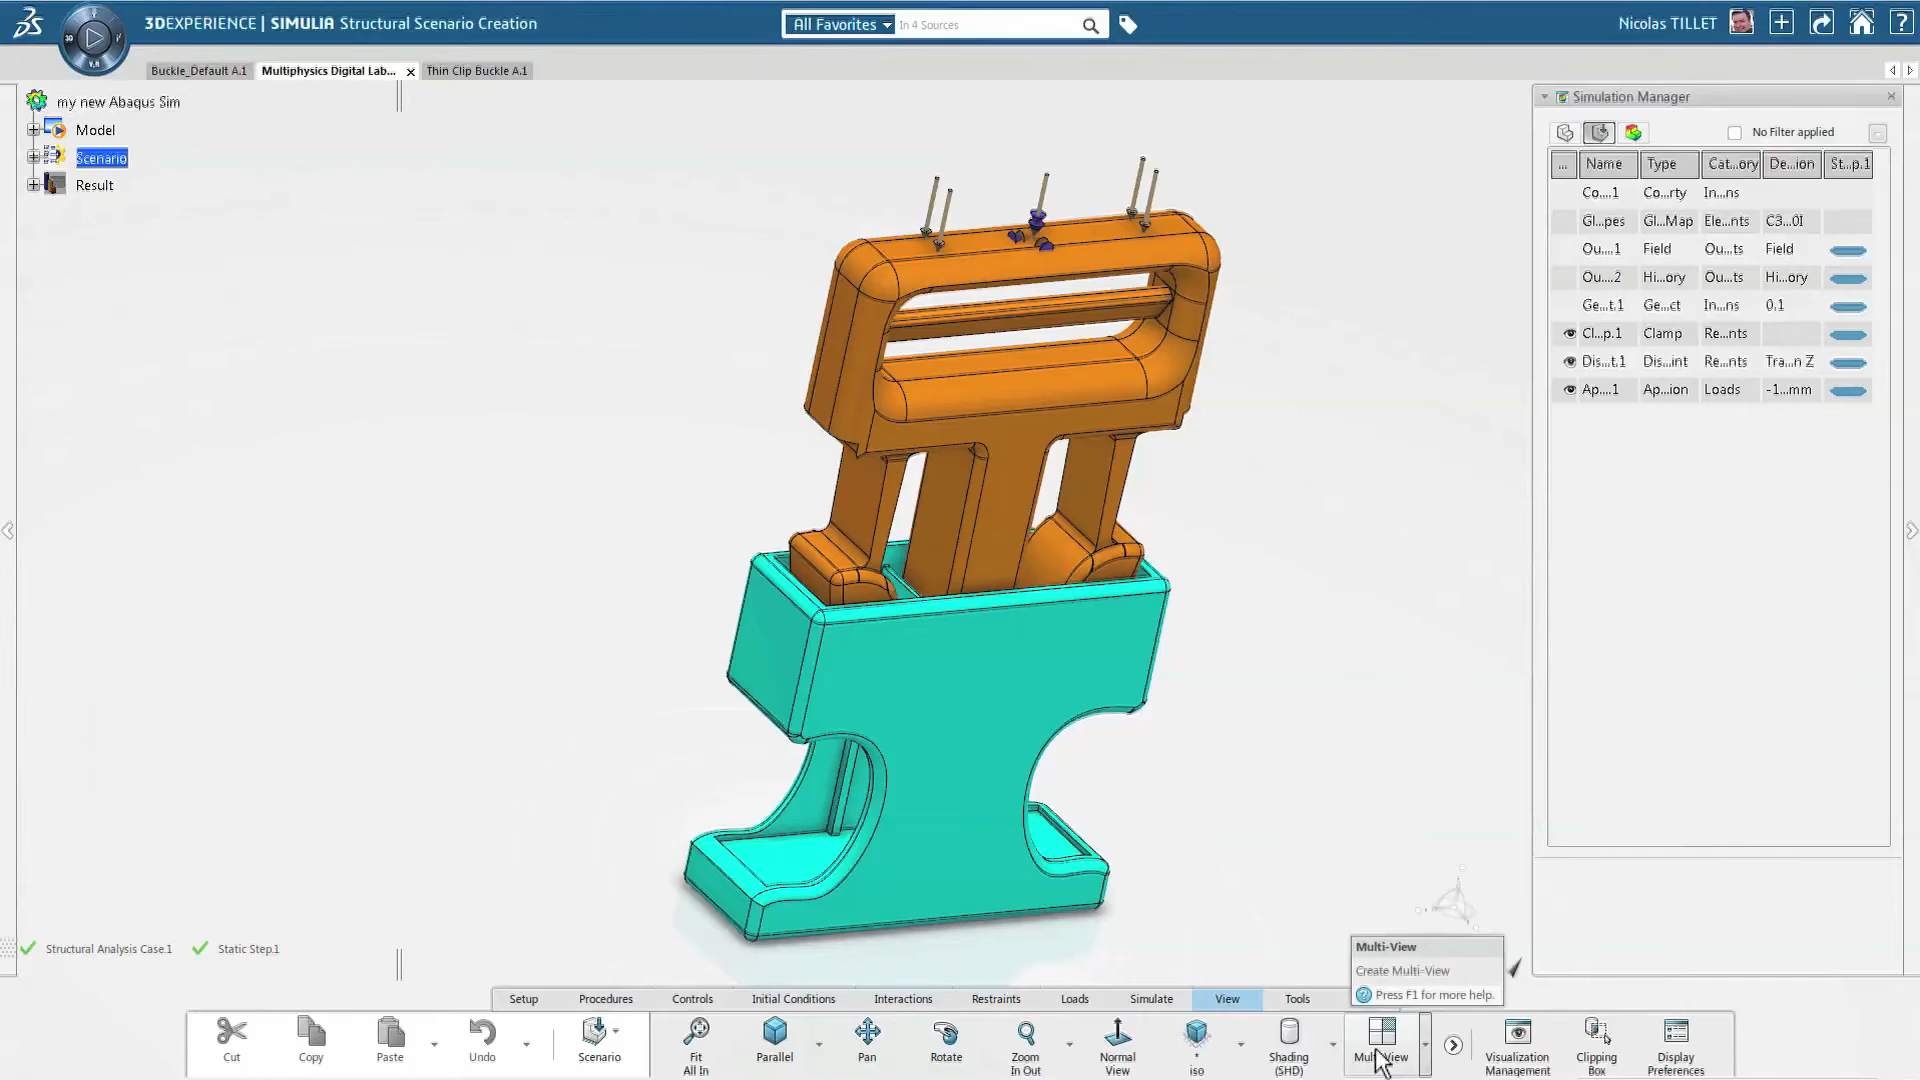 3DEXPERIENCE | SIMULIA Structural Scenario Creation
All Favorites
In 4 Sources
Nicolas TILLET
3D
V.R
Buckle_Default A.1
Multiphysics Digital Lab...
Thin Clip Buckle A.1
my new Abaqus Sim
Model
Scenario
Result
Simulation Manager
No Filter applied
... Name Type Cat...ory De...ion St...p.1
Co....1 Co...rty In...ns
Gl...pes Gl...Map Ele...nts C3...0I
Ou....1 Field Ou...ts Field
Ou....2 Hi...ory Ou...ts Hi...ory
Ge...t.1 Ge...ct In...ns 0.1
Cl...p.1 Clamp Re...nts
Dis...t.1 Dis...int Re...nts Tra...n Z
Ap....1 Ap...ion Loads -1...mm
Structural Analysis Case.1
Static Step.1
Multi-View
Create Multi-View
Press F1 for more help.
Setup Procedures Controls Initial Conditions Interactions Restraints Loads Simulate View Tools
Cut
Copy
Paste
Undo
Scenario
Fit All In
Parallel
Pan
Rotate
Zoom In Out
Normal View
* iso
Shading (SHD)
Visualization Management
Clipping Box
Display Preferences